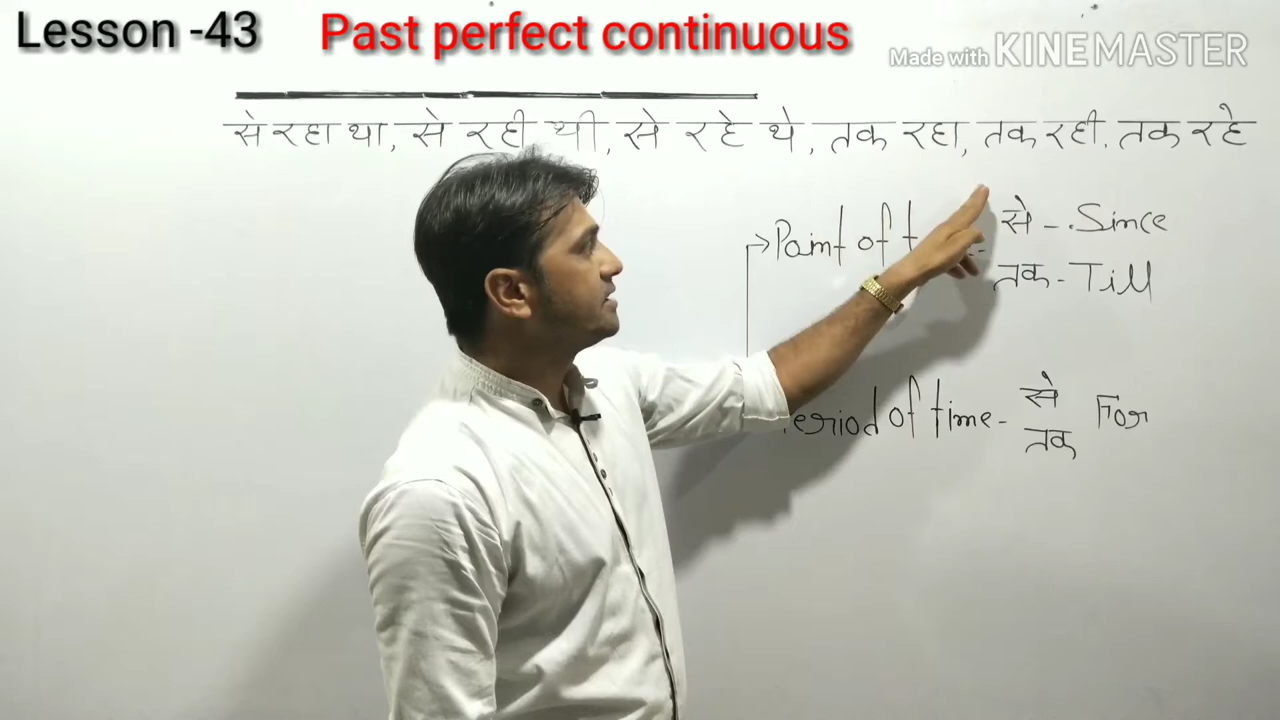 Lesson -43 Past perfect continuous
Made with KINEMASTER
से रहा था, से रही थी, से रहे थे, तक रहा, तक रही, तक रहे
Point of से - Since
तक - Till
से
Period of time - For
तक